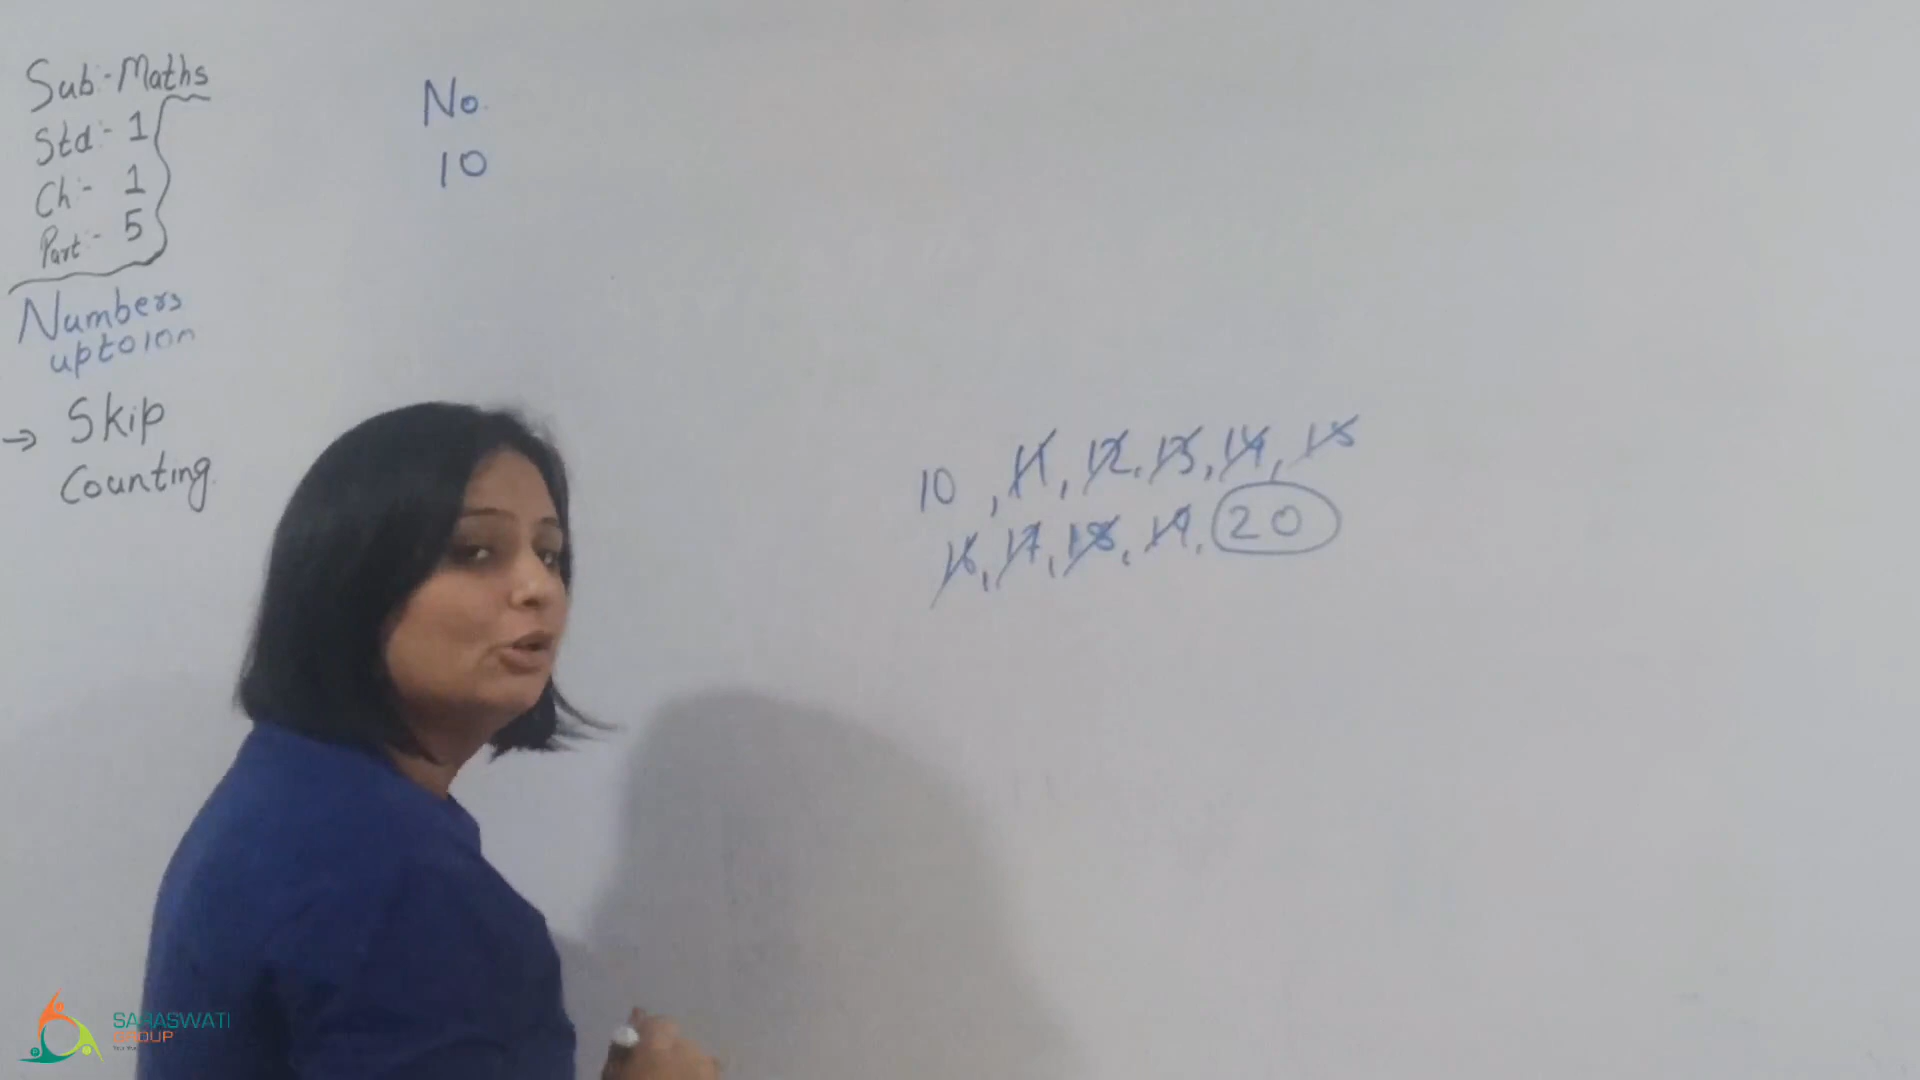 Sub:- Maths
Std:- 1
Ch:- 1
Part:- 5
Numbers
upto 100
→ Skip
Counting.
No.
10
10, 11, 12, 13, 14, 15
16, 17, 18, 19, 20
SARASWATI
GROUP